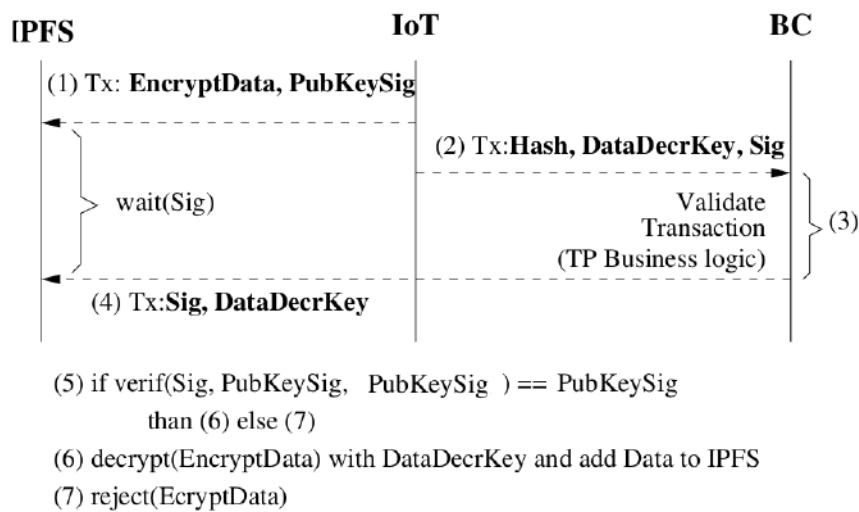 IPFS IoT BC
(1) Tx: EncryptData, PubKeySig
(2) Tx:Hash, DataDecrKey, Sig
wait(Sig)
Validate
Transaction
(TP Business logic)
(3)
(4) Tx:Sig, DataDecrKey
(5) if verif(Sig, PubKeySig, PubKeySig ) == PubKeySig
than (6) else (7)
(6) decrypt(EncryptData) with DataDecrKey and add Data to IPFS
(7) reject(EcryptData)